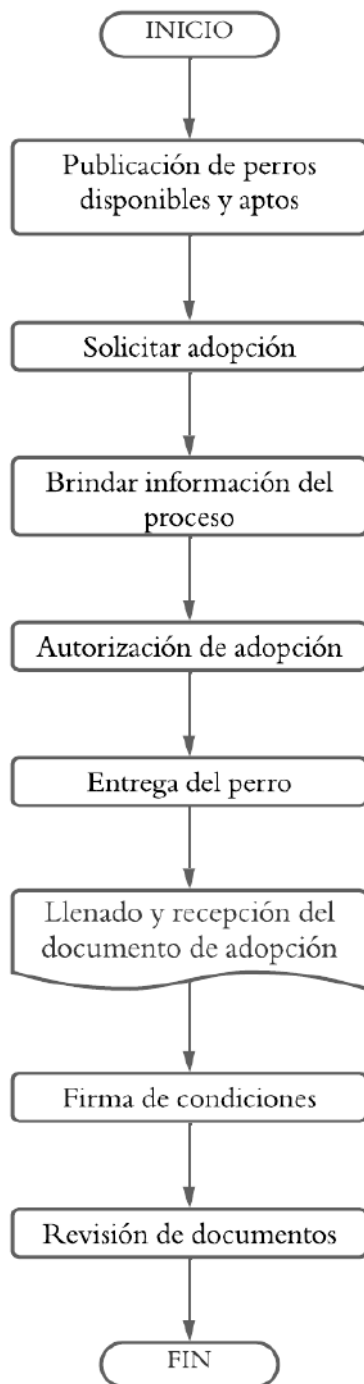 INICIO
Publicación de perros
disponibles y aptos
Solicitar adopción
Brindar información del
proceso
Autorización de adopción
Entrega del perro
Llenado y recepción del
documento de adopción
Firma de condiciones
Revisión de documentos
FIN